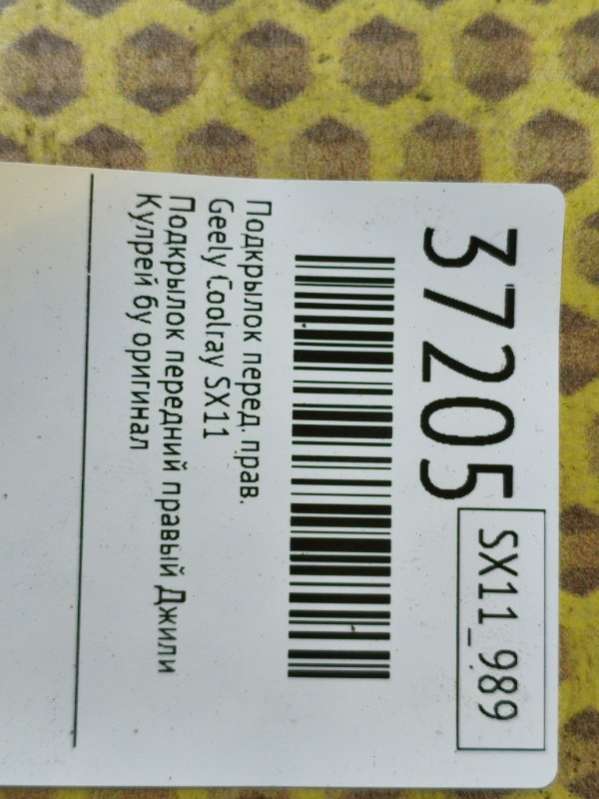 37205
SX11_989
Подкрылок перед. прав.
Geely Coolray SX11
Подкрылок передний правый Джили
Кулрей бу оригинал